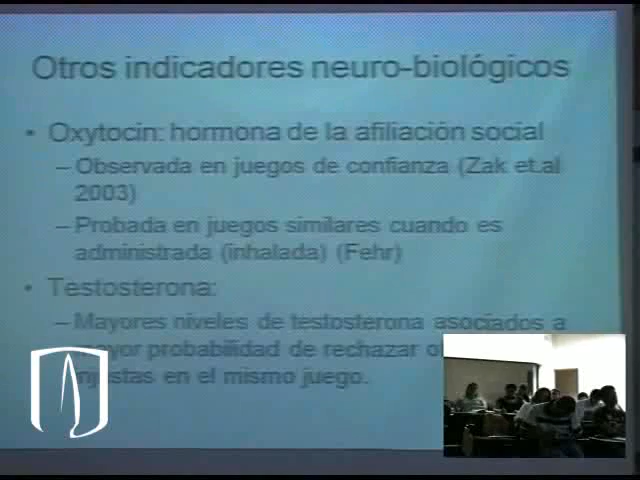 Otros indicadores neuro-biológicos
• Oxytocin: hormona de la afiliación social
– Observada en juegos de confianza (Zak et.al
2003)
– Probada en juegos similares cuando es
administrada (inhalada) (Fehr)
• Testosterona:
– Mayores niveles de testosterona asociados a
probabilidad de rechazar
en el mismo juego.